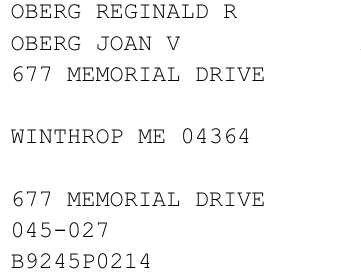 OBERG REGINALD R
OBERG JOAN V
677 MEMORIAL DRIVE
WINTHROP ME 04364
677 MEMORIAL DRIVE
045-027
B9245P0214